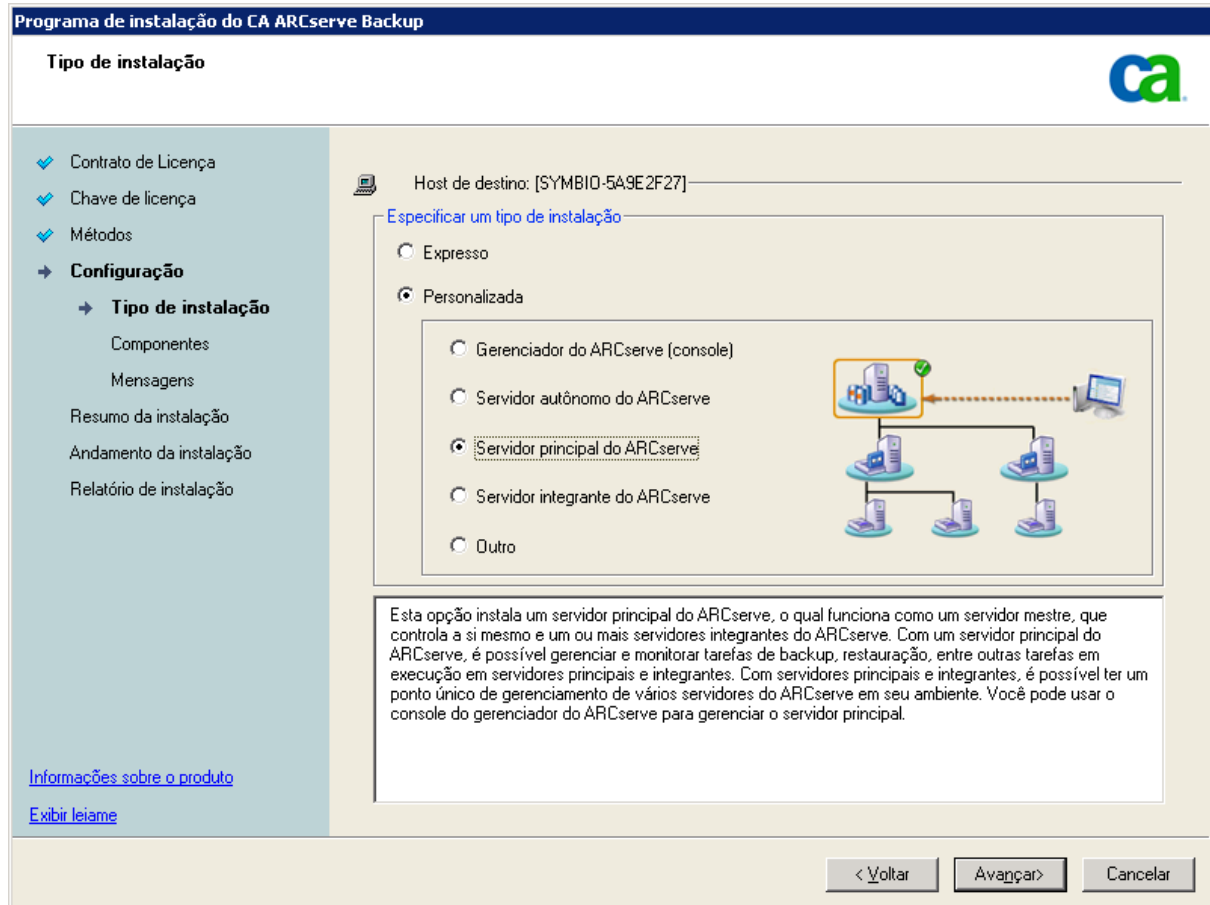 Programa de instalação do CA ARCserve Backup
Tipo de instalação
ca
Contrato de Licença
Chave de licença
Métodos
Configuração
Tipo de instalação
Componentes
Mensagens
Resumo da instalação
Andamento da instalação
Relatório de instalação
Informações sobre o produto
Exibir leiame
Host de destino: [SYMBIO-5A9E2F27]
Especificar um tipo de instalação
Expresso
Personalizada
Gerenciador do ARCserve (console)
Servidor autônomo do ARCserve
Servidor principal do ARCserve
Servidor integrante do ARCserve
Outro
Esta opção instala um servidor principal do ARCserve, o qual funciona como um servidor mestre, que
controla a si mesmo e um ou mais servidores integrantes do ARCserve. Com um servidor principal do
ARCserve, é possível gerenciar e monitorar tarefas de backup, restauração, entre outras tarefas em
execução em servidores principais e integrantes. Com servidores principais e integrantes, é possível ter um
ponto único de gerenciamento de vários servidores do ARCserve em seu ambiente. Você pode usar o
console do gerenciador do ARCserve para gerenciar o servidor principal.
< Voltar
Avançar>
Cancelar